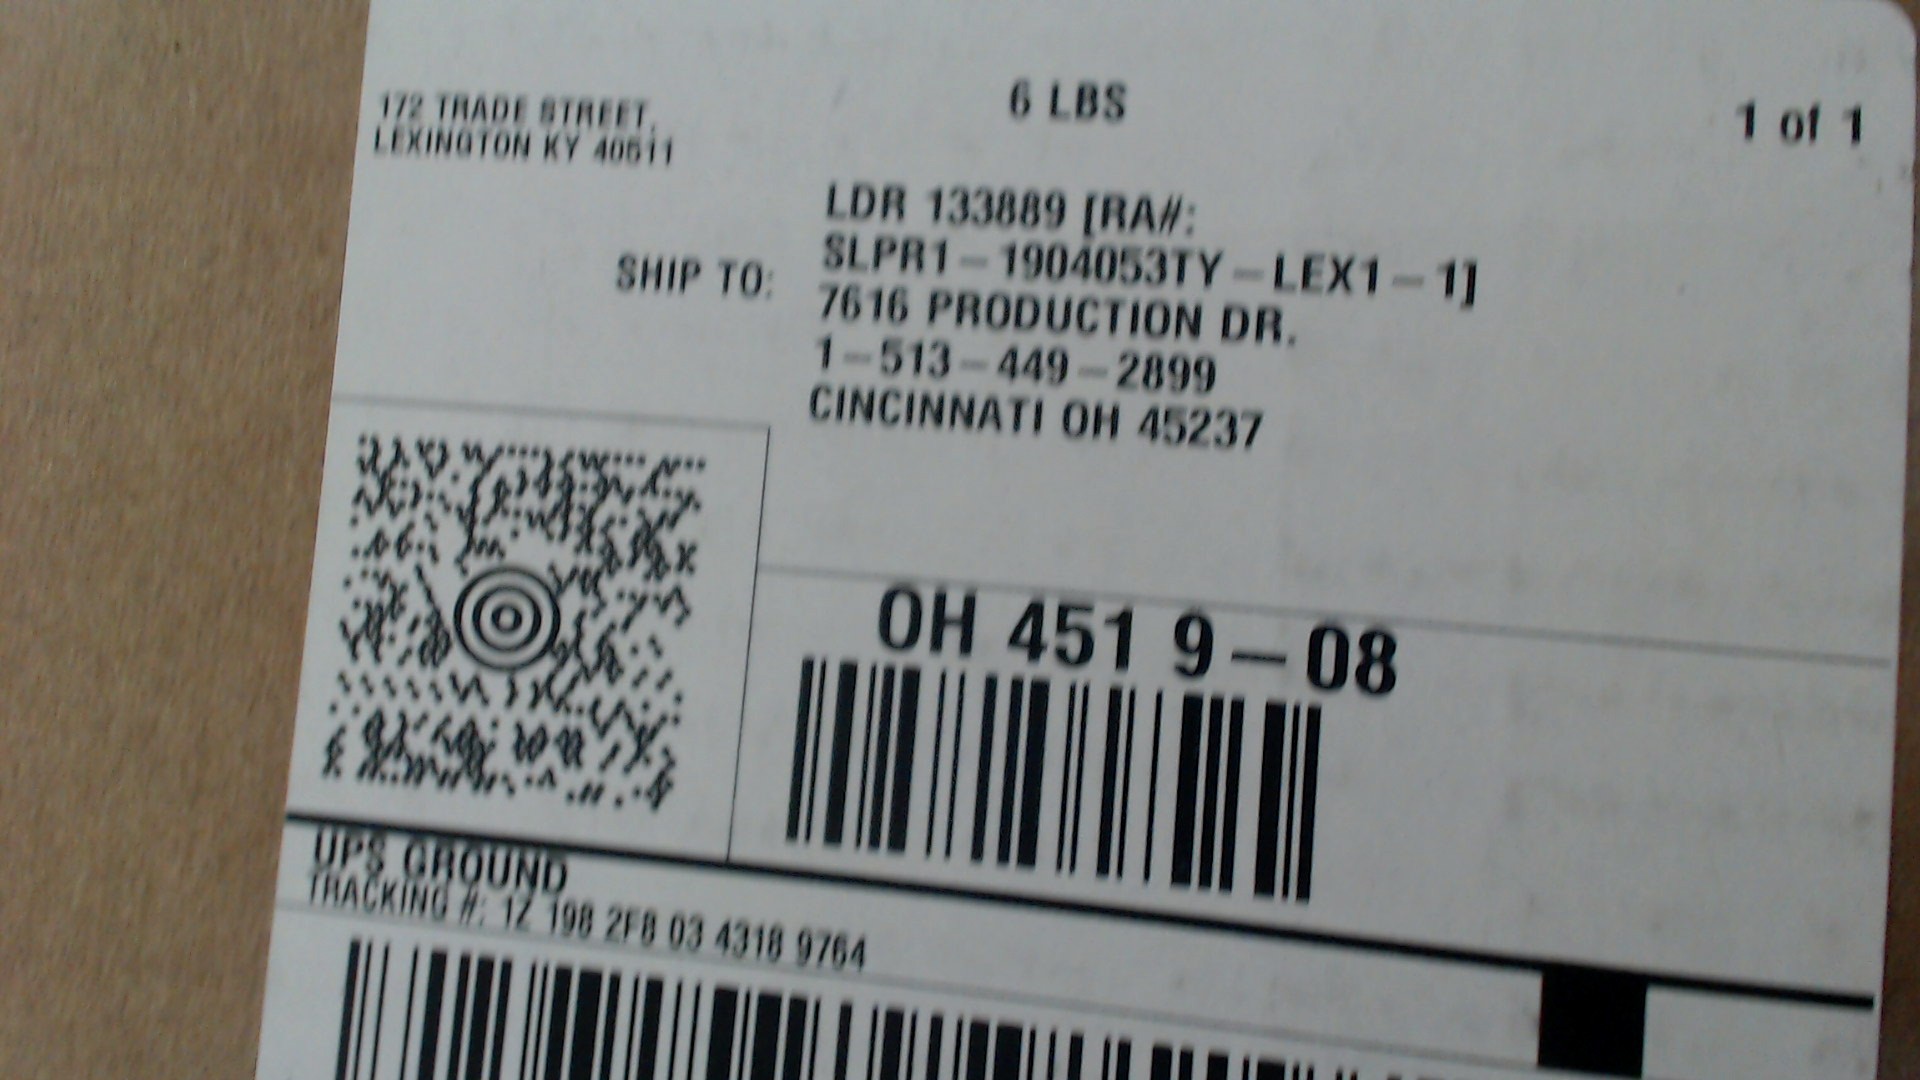 172 TRADE STREET,
LEXINGTON KY 40511
6 LBS
1 of 1
SHIP TO:
LDR 133889 [RA#:
SLPR1-1904053TY-LEX1-1]
7616 PRODUCTION DR.
1-513-449-2899
CINCINNATI OH 45237
OH 451 9-08
UPS GROUND
TRACKING #: 1Z 198 2F8 03 4318 9764